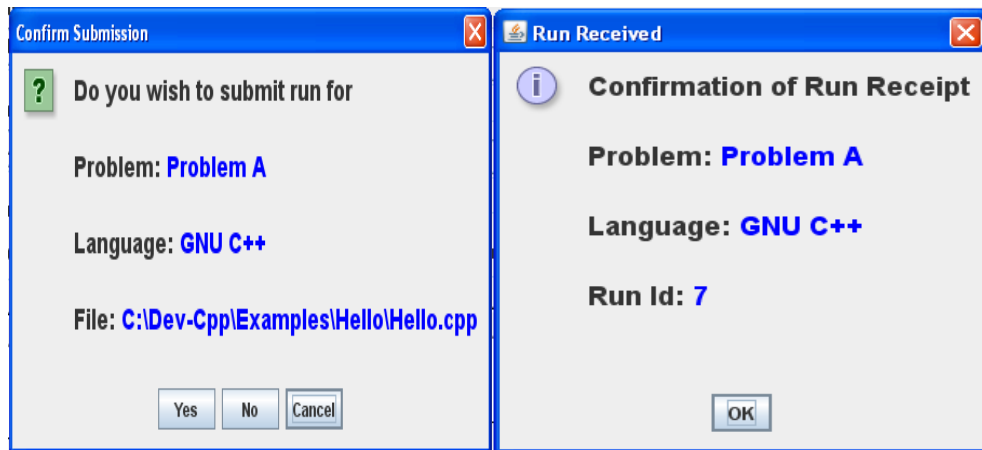 Confirm Submission
?
Do you wish to submit run for
Problem: Problem A
Language: GNU C++
File: C:\Dev-Cpp\Examples\Hello\Hello.cpp
Yes No Cancel
Run Received
i
Confirmation of Run Receipt
Problem: Problem A
Language: GNU C++
Run Id: 7
OK